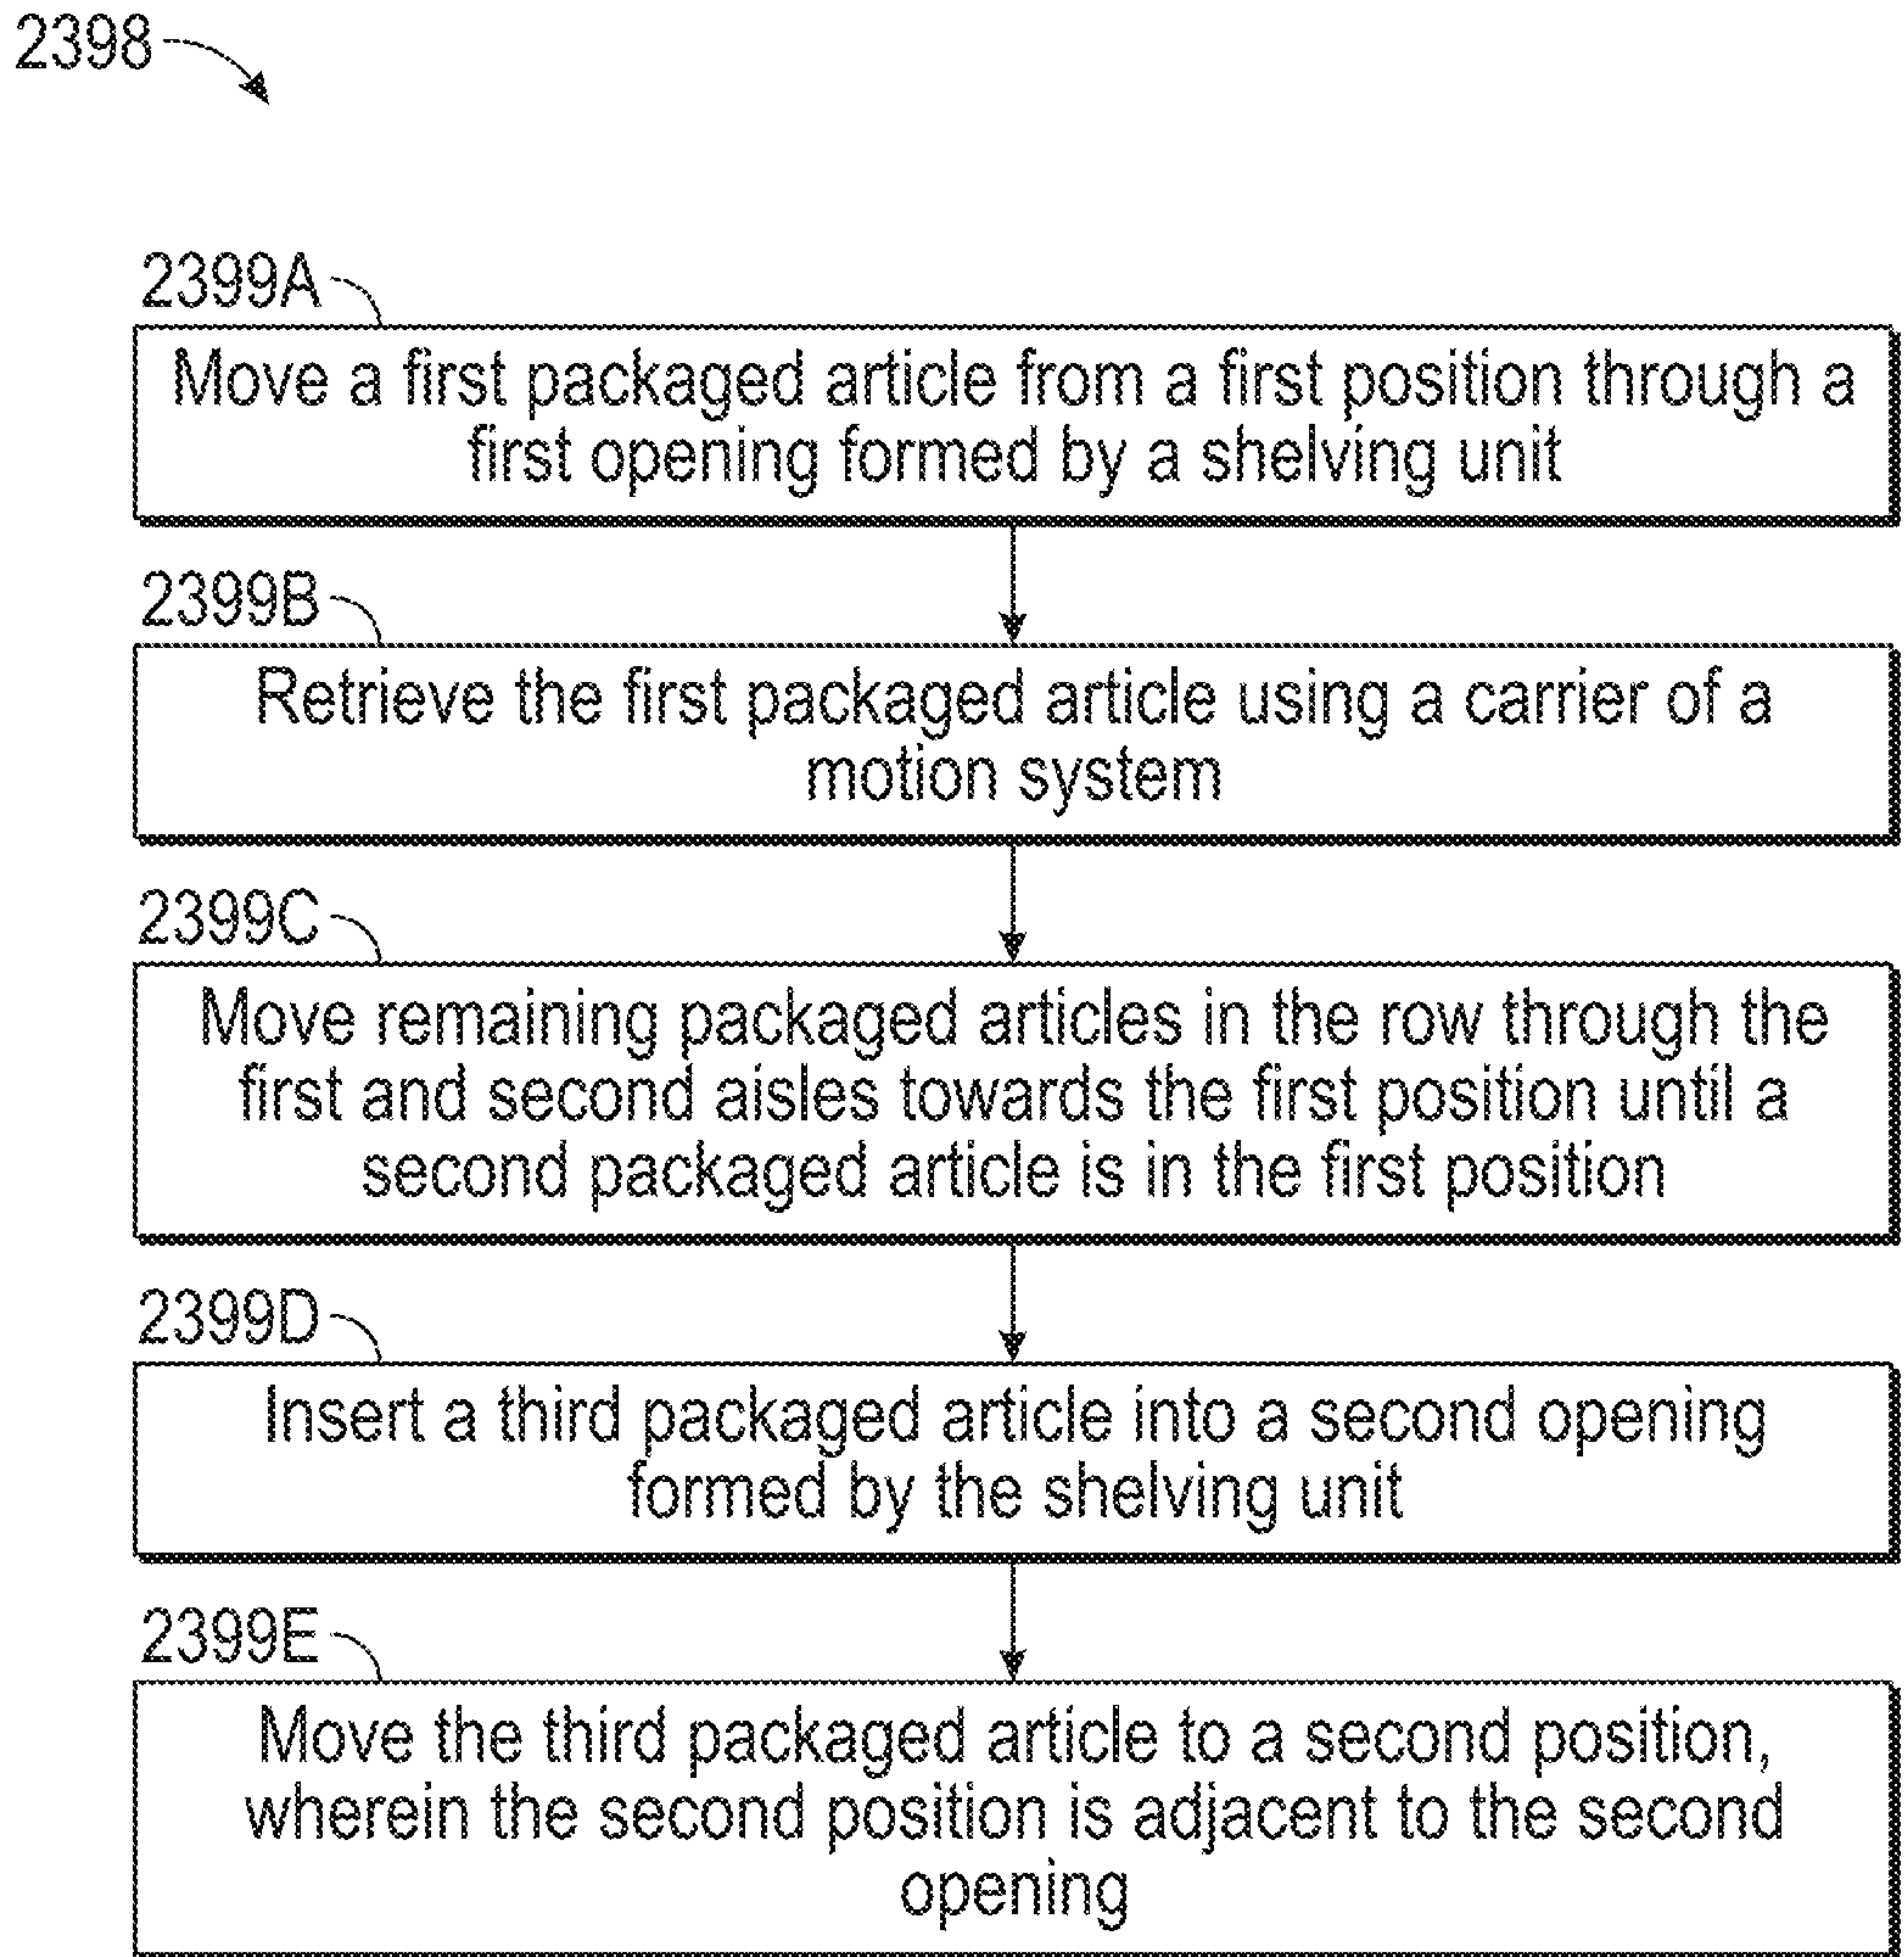 2398
2399A
Move a first packaged article from a first position through a
first opening formed by a shelving unit
2399B
Retrieve the first packaged article using a carrier of a
motion system
2399C
Move remaining packaged articles in the row through the
first and second aisles towards the first position until a
second packaged article is in the first position
2399D
Insert a third packaged article into a second opening
formed by the shelving unit
2399E
Move the third packaged article to a second position,
wherein the second position is adjacent to the second
opening